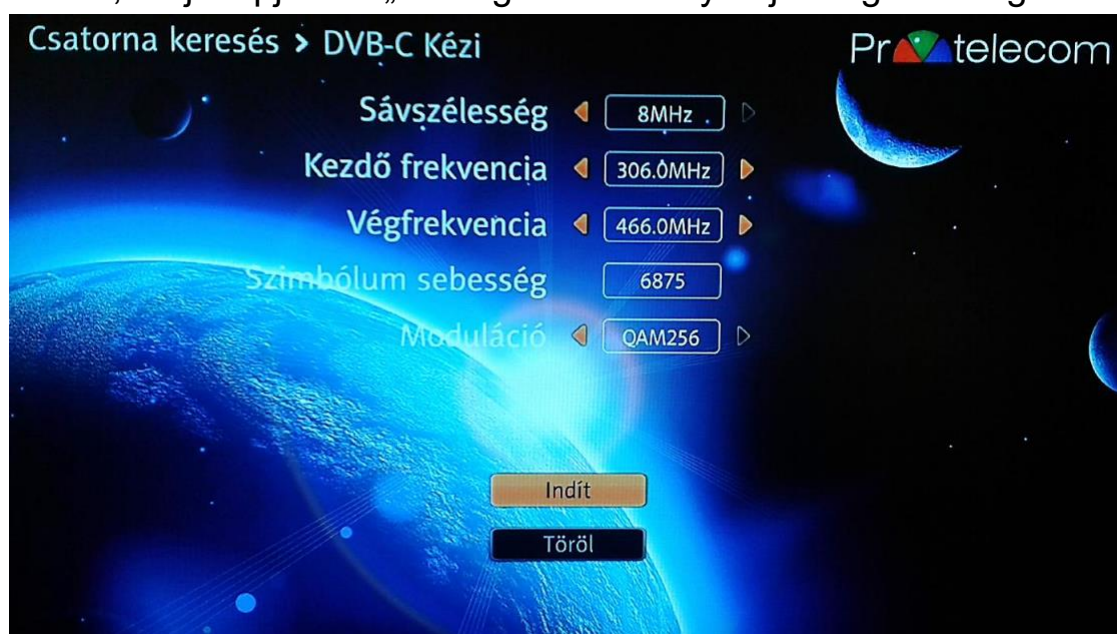 Csatorna keresés > DVB-C Kézi
Pr telecom
Sávszélesség 8MHz
Kezdő frekvencia 306.0MHz
Végfrekvencia 466.0MHz
Szimbólum sebesség 6875
Moduláció QAM256
Indít
Töröl